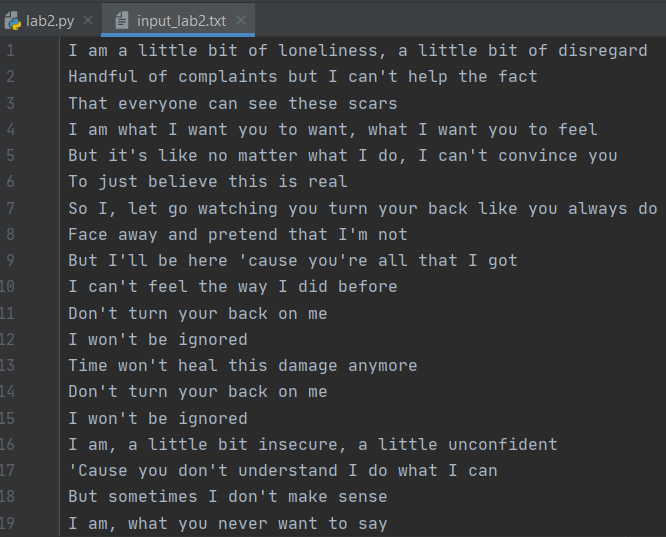 lab2.py
input_lab2.txt
1 I am a little bit of loneliness, a little bit of disregard
2 Handful of complaints but I can't help the fact
3 That everyone can see these scars
4 I am what I want you to want, what I want you to feel
5 But it's like no matter what I do, I can't convince you
6 To just believe this is real
7 So I, let go watching you turn your back like you always do
8 Face away and pretend that I'm not
9 But I'll be here 'cause you're all that I got
10 I can't feel the way I did before
11 Don't turn your back on me
12 I won't be ignored
13 Time won't heal this damage anymore
14 Don't turn your back on me
15 I won't be ignored
16 I am, a little bit insecure, a little unconfident
17 'Cause you don't understand I do what I can
18 But sometimes I don't make sense
19 I am, what you never want to say